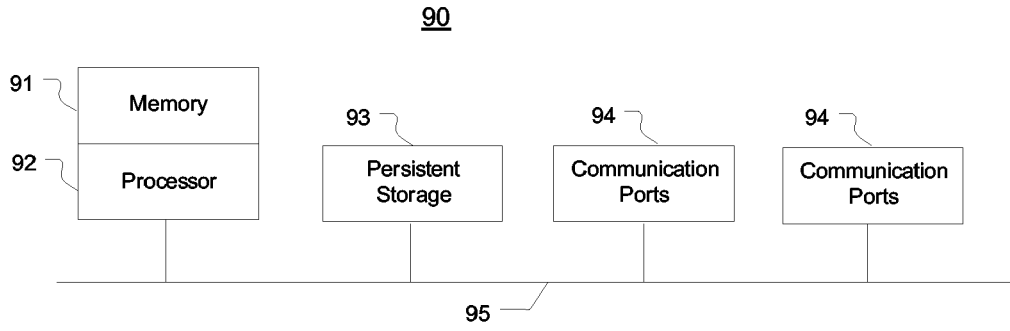 90
91
Memory
92
Processor
93
Persistent
Storage
94
Communication
Ports
94
Communication
Ports
95